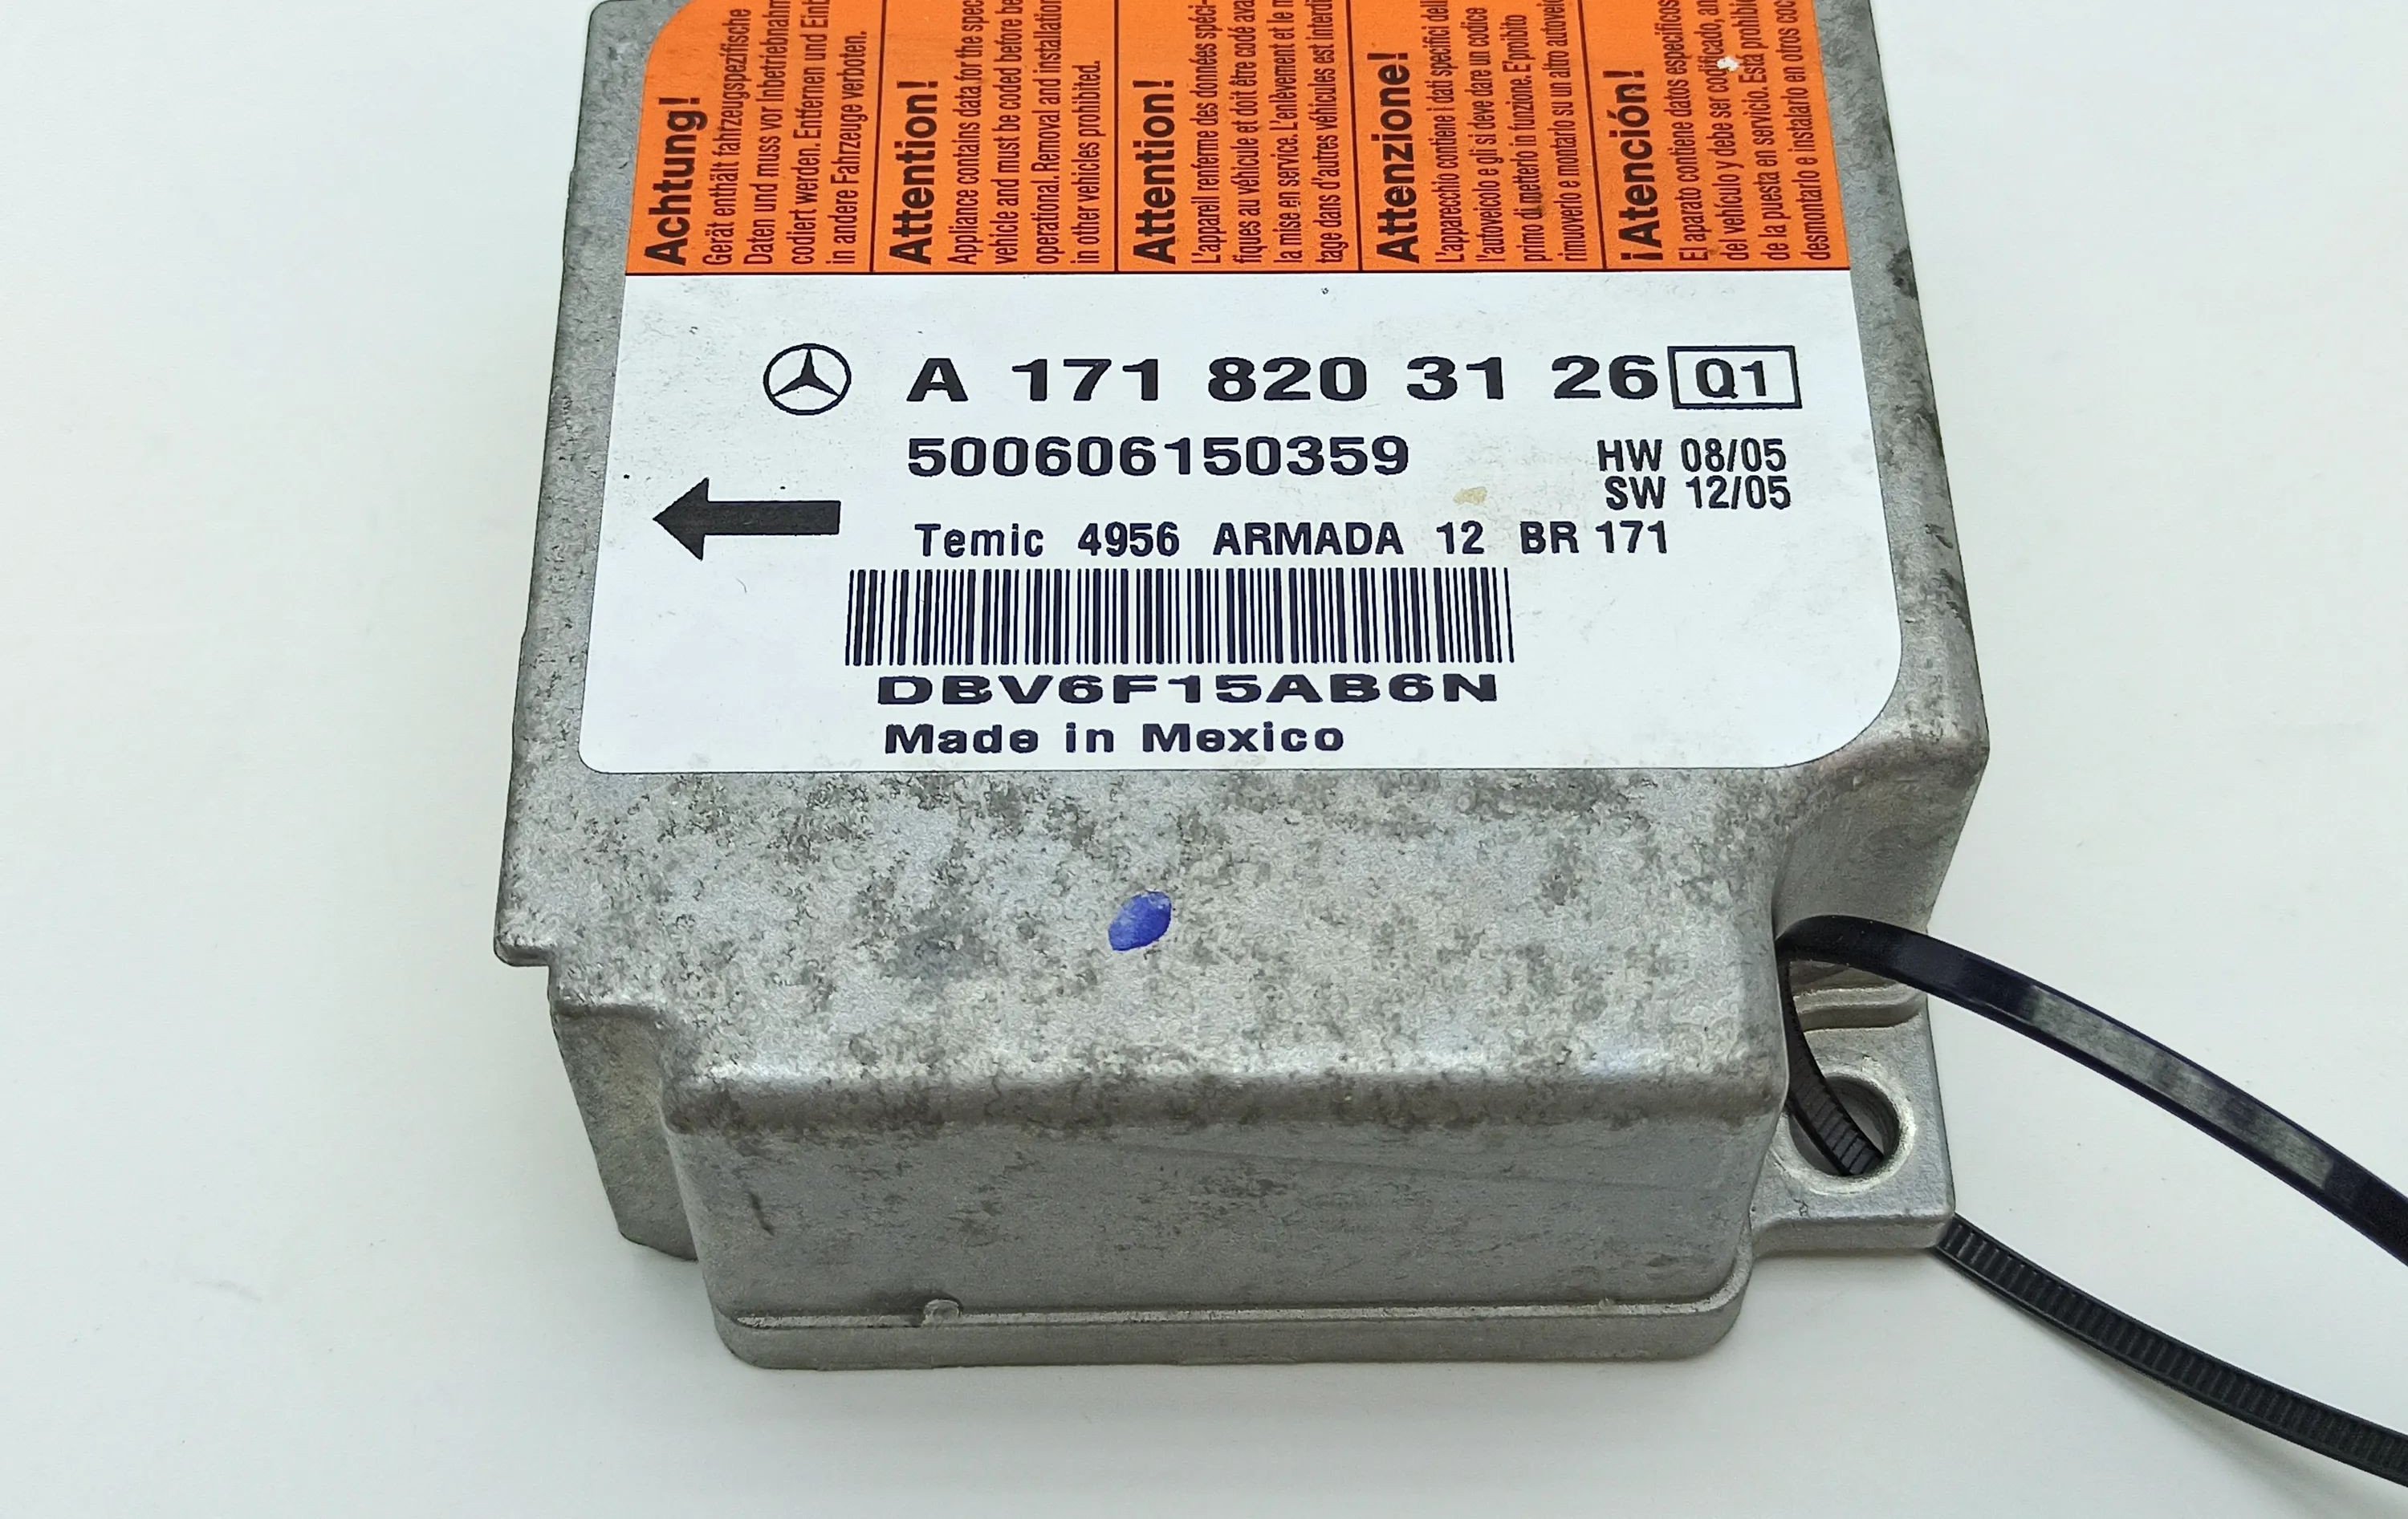 Achtung!
Gerät enthält fahrzeugspezifische
Daten und muss vor Inbetriebnahm
codiert werden. Entfernen und Einb
in andere Fahrzeuge verboten.
Attention!
Appliance contains data for the spec
vehicle and must be coded before be
operational. Removal and installation
in other vehicles prohibited.
Attention!
L'appareil renferme des données spéci-
fiques au véhicule et doit être codé ava
la mise en service. L'enlèvement et le m
tage dans d'autres véhicules est interdi
Attenzione!
L'apparecchio contiene i dati specifici dell
l'autoveicolo e gli si deve dare un codice
primo di metterlo in funzione. E'proibito
rimuoverlo e montarlo su un altro autoveic
¡Atención!
El aparato contiene datos específicos
del vehículo y debe ser codificado, an
de la puesta en servicio. Está prohibi
desmontarlo e instalarlo en otros coc
A 171 820 31 26 Q1
500606150359 HW 08/05
SW 12/05
Temic 4956 ARMADA 12 BR 171
DBV6F15AB6N
Made in Mexico